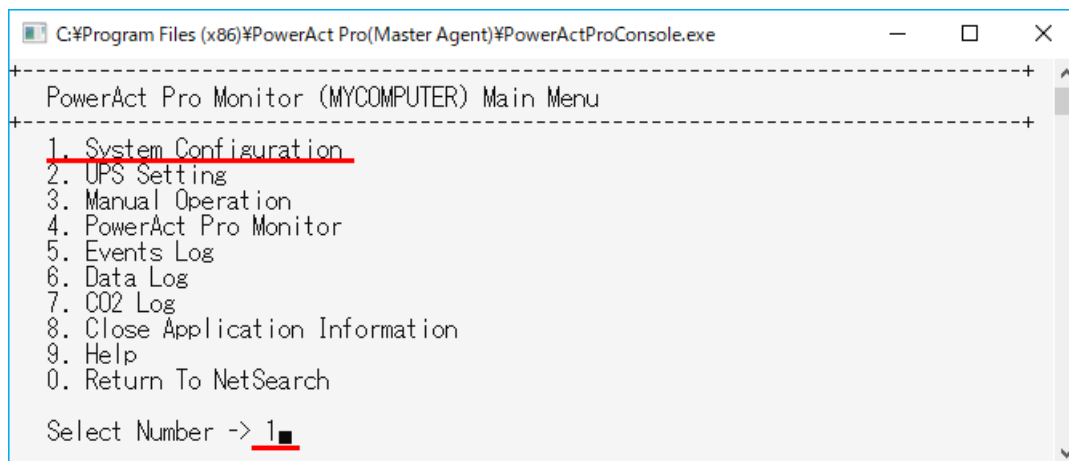 C:¥Program Files (x86)¥PowerAct Pro(Master Agent)¥PowerActProConsole.exe
+------------------------------------------------------------------------------+
PowerAct Pro Monitor (MYCOMPUTER) Main Menu
+------------------------------------------------------------------------------+
1. System Configuration
2. UPS Setting
3. Manual Operation
4. PowerAct Pro Monitor
5. Events Log
6. Data Log
7. CO2 Log
8. Close Application Information
9. Help
0. Return To NetSearch
Select Number -> 1